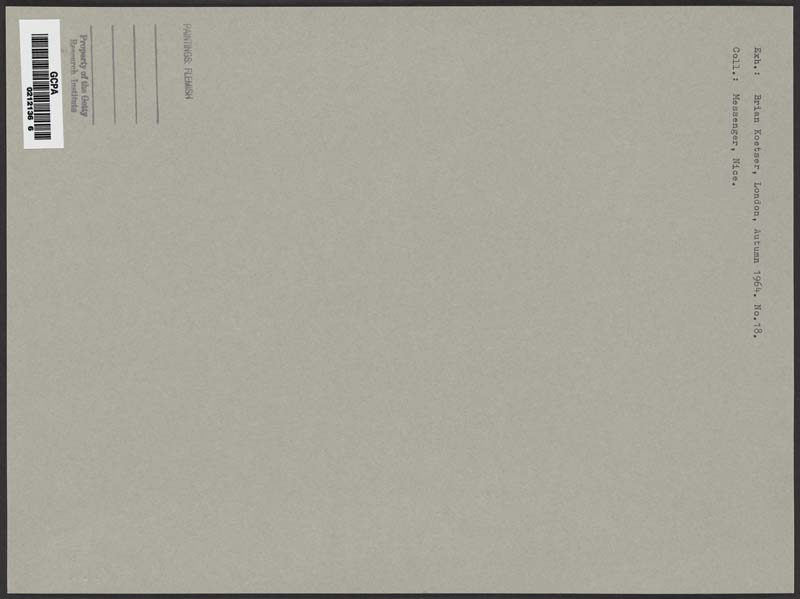 Exh.: Brian Koetser, London, Autumn 1964. No.18.
Coll.: Messenger, Nice.
PAINTINGS: FLEMISH
Property of the Getty
Research Institute
GCPA
0212136 6